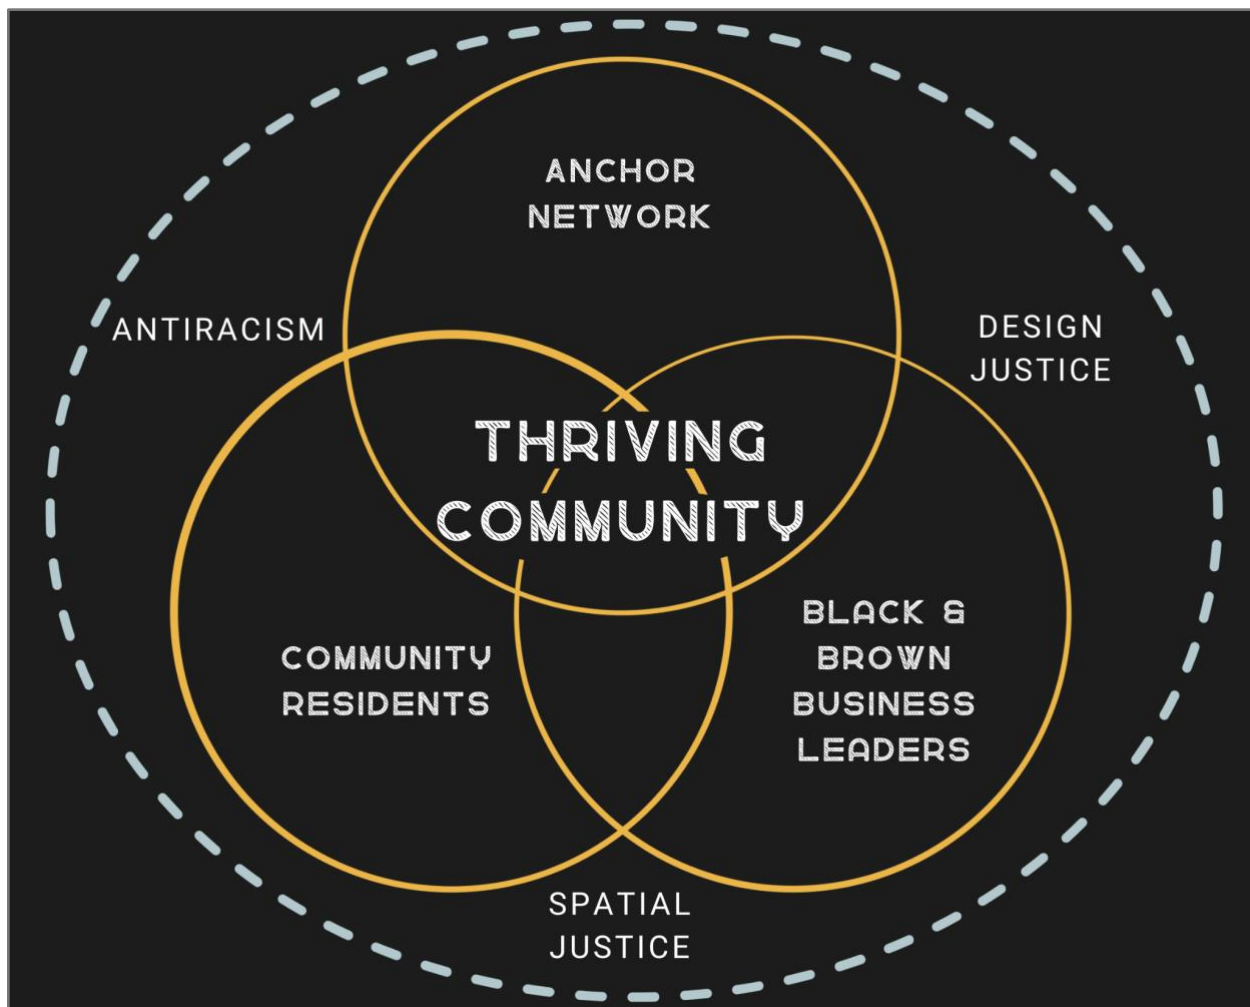 ANCHOR
NETWORK
ANTIRACISM
DESIGN
JUSTICE
THRIVING
COMMUNITY
COMMUNITY
RESIDENTS
BLACK &
BROWN
BUSINESS
LEADERS
SPATIAL
JUSTICE